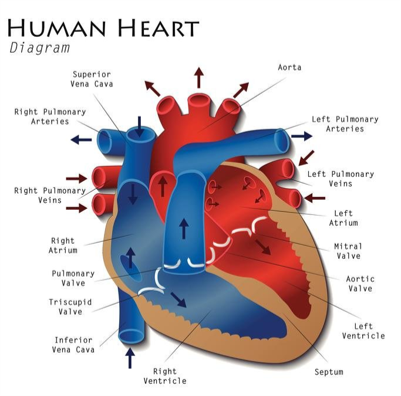 HUMAN HEART
Diagram
Superior
Vena Cava
Aorta
Right Pulmonary
Arteries
Left Pulmonary
Arteries
Right Pulmonary
Veins
Left Pulmonary
Veins
Left
Atrium
Right
Atrium
Mitral
Valve
Pulmonary
Valve
Aortic
Valve
Triscupid
Valve
Left
Ventricle
Inferior
Vena Cava
Right
Ventricle
Septum